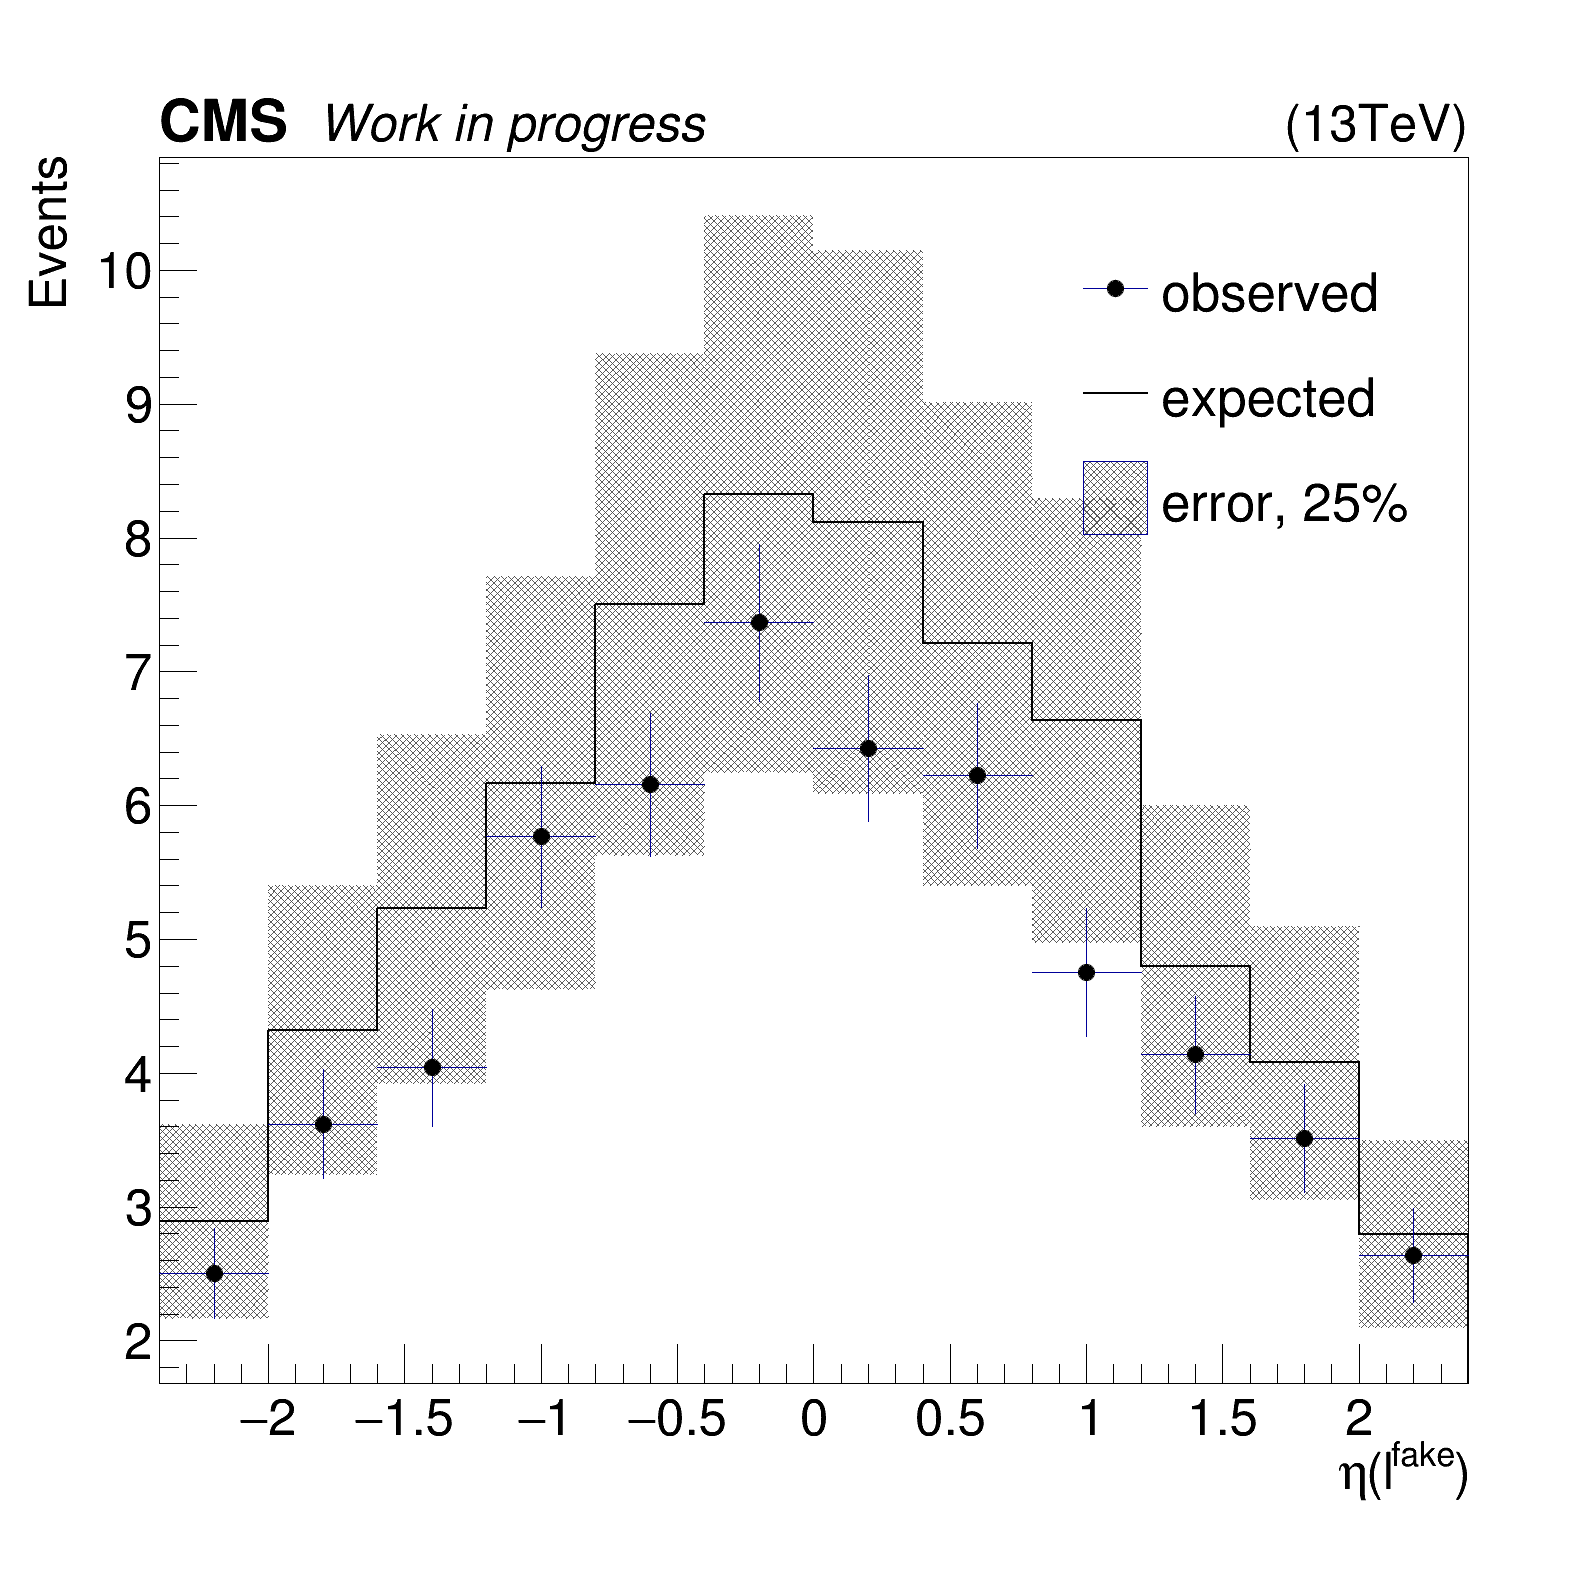 CMS Work in progress (13TeV)
Events
10
9
8
7
6
5
4
3
2
observed
expected
error, 25%
−2 −1.5 −1 −0.5 0 0.5 1 1.5 2
η(l^fake)